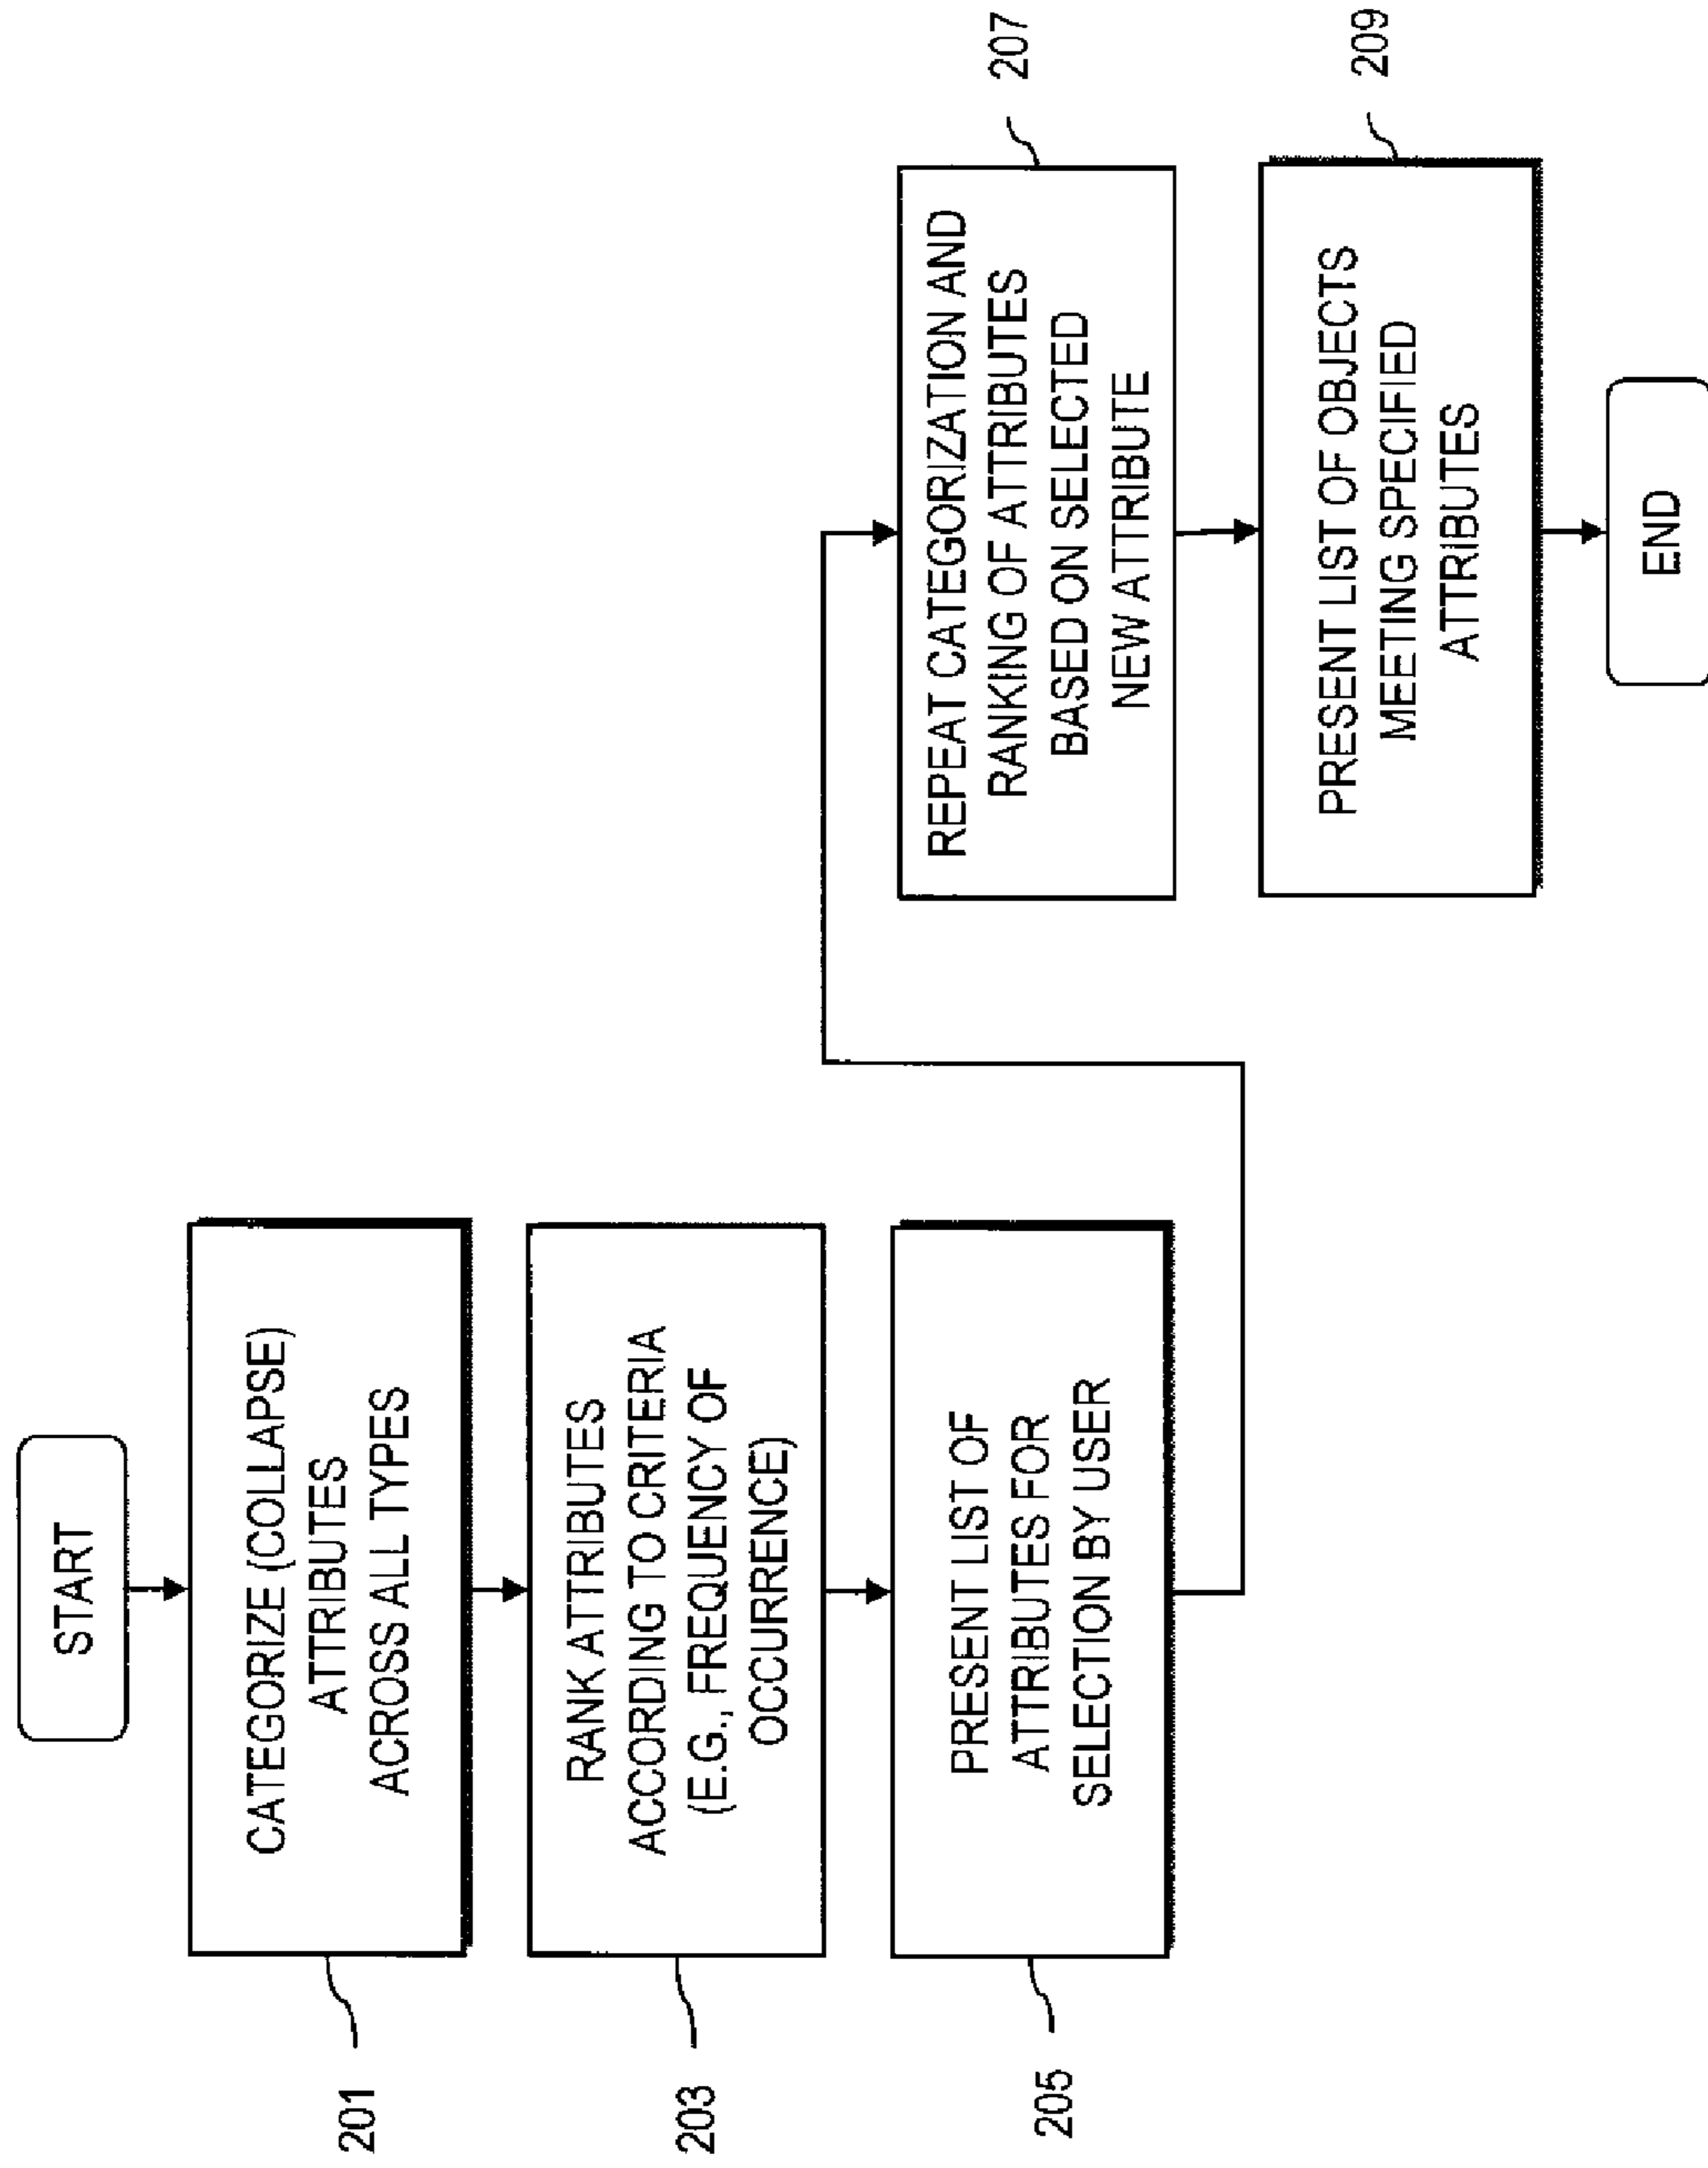 START
CATEGORIZE (COLLAPSE)
ATTRIBUTES
ACROSS ALL TYPES
201
RANK ATTRIBUTES
ACCORDING TO CRITERIA
(E.G., FREQUENCY OF
OCCURRENCE)
203
PRESENT LIST OF
ATTRIBUTES FOR
SELECTION BY USER
205
REPEAT CATEGORIZATION AND
RANKING OF ATTRIBUTES
BASED ON SELECTED
NEW ATTRIBUTE
207
PRESENT LIST OF OBJECTS
MEETING SPECIFIED
ATTRIBUTES
209
END